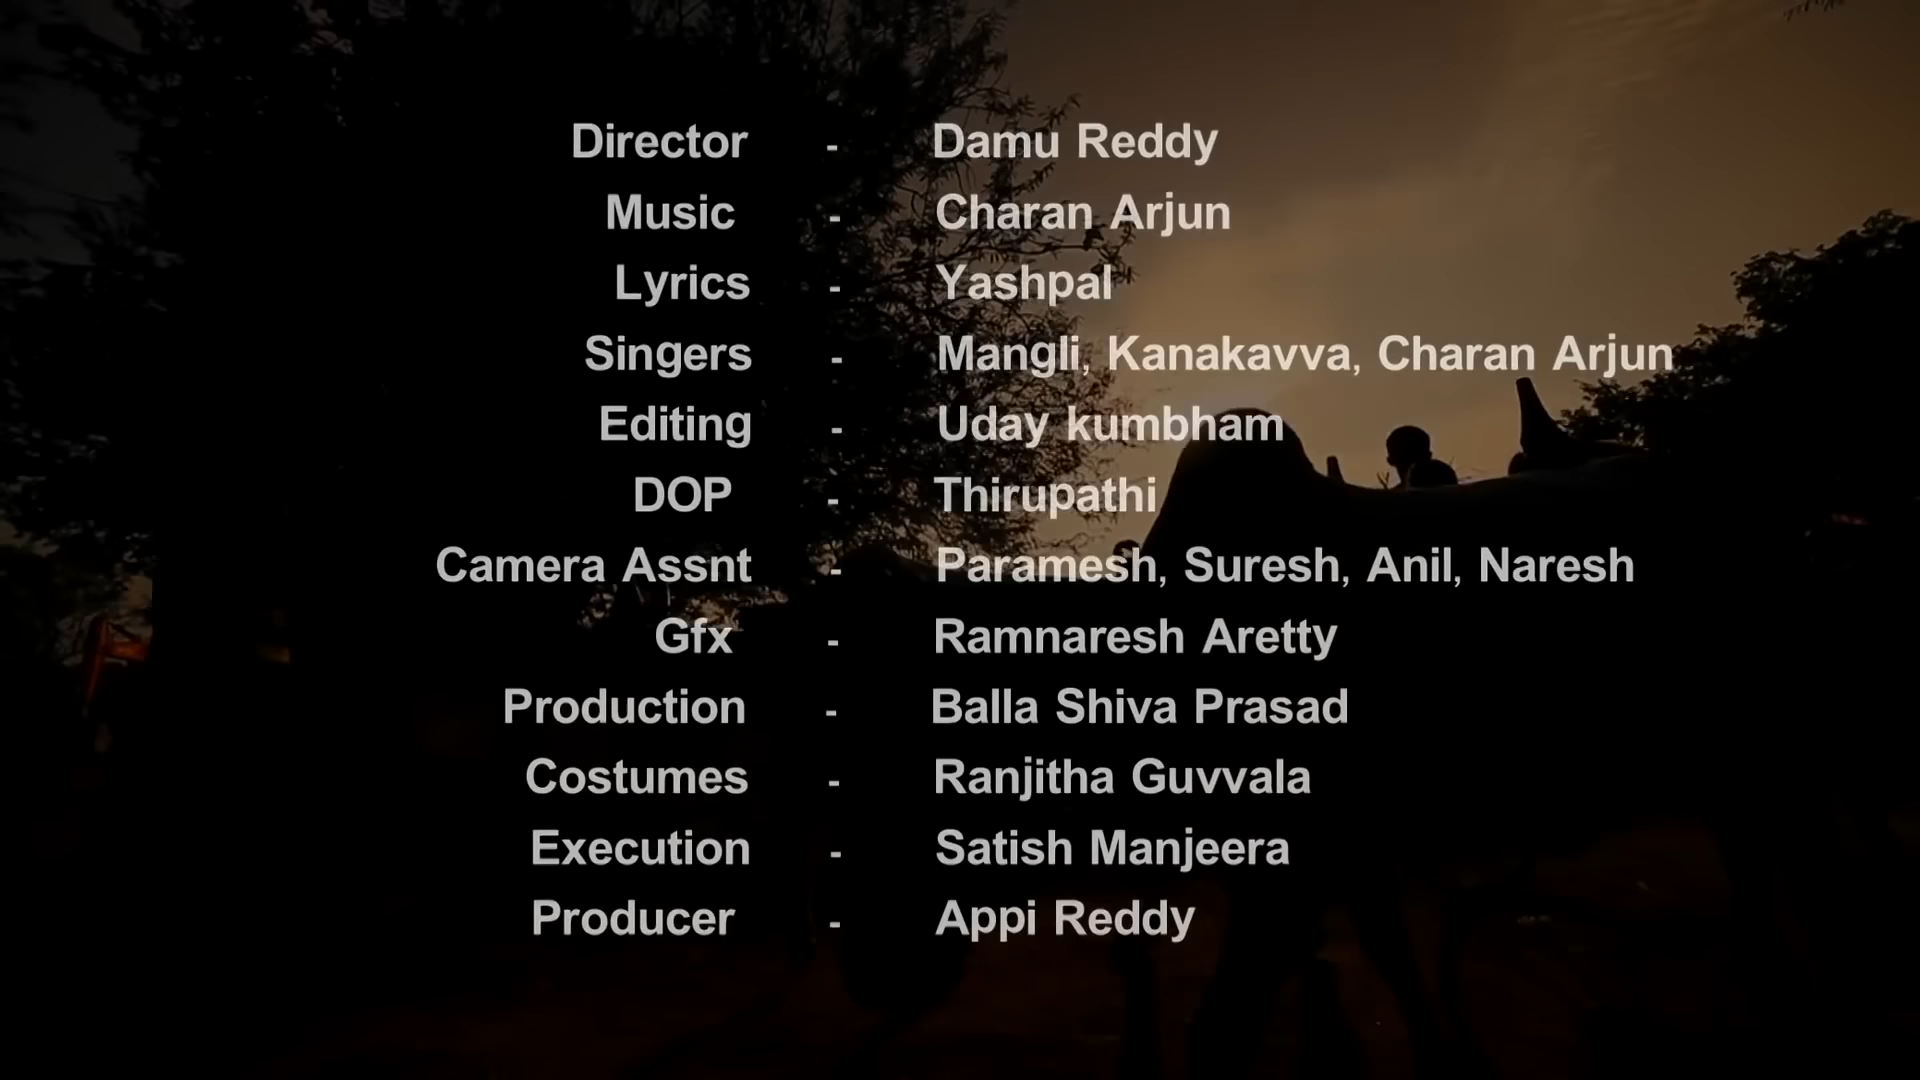 Director - Damu Reddy
Music - Charan Arjun
Lyrics - Yashpal
Singers - Mangli, Kanakavva, Charan Arjun
Editing - Uday kumbham
DOP - Thirupathi
Camera Assnt - Paramesh, Suresh, Anil, Naresh
Gfx - Ramnaresh Aretty
Production - Balla Shiva Prasad
Costumes - Ranjitha Guvvala
Execution - Satish Manjeera
Producer - Appi Reddy